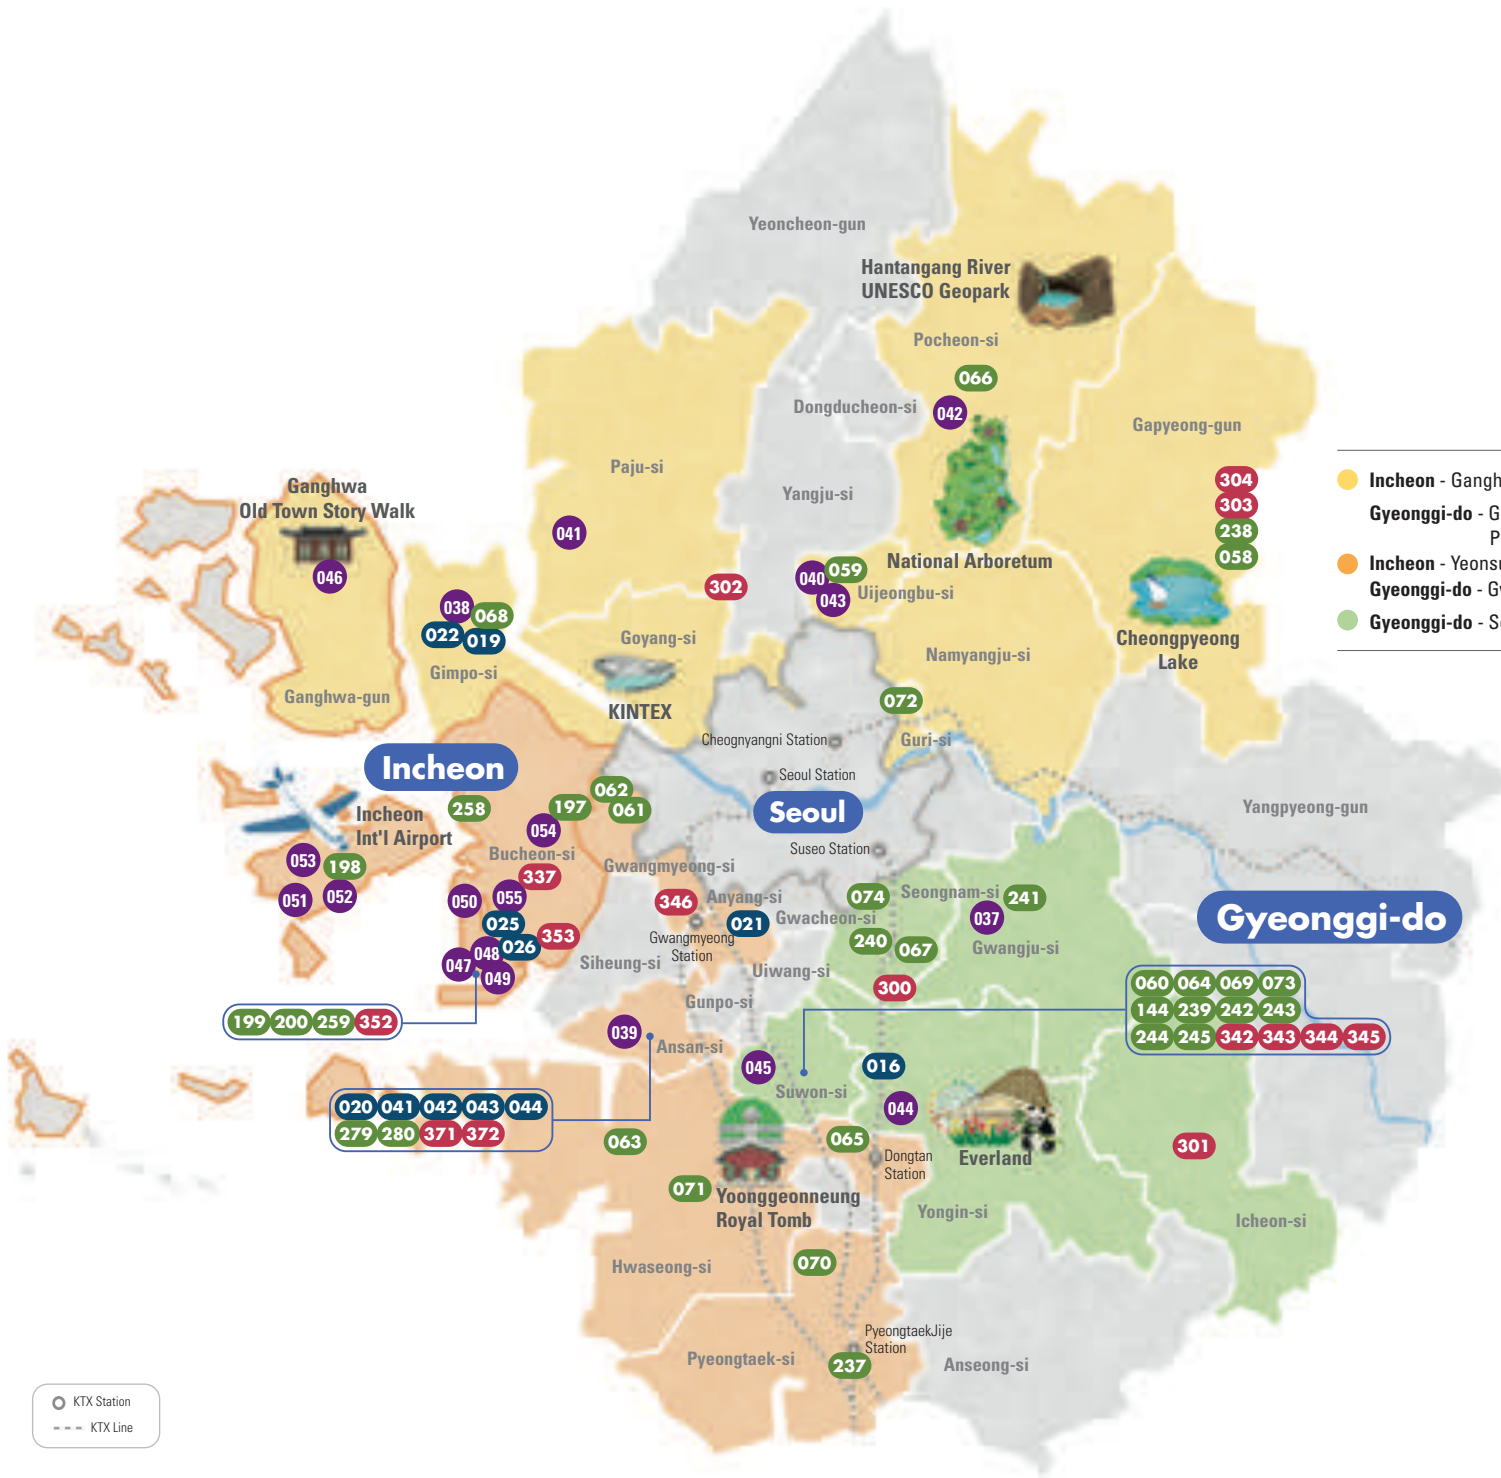 Yeoncheon-gun
Hantangang River
UNESCO Geopark
Pocheon-si
066
042
Dongducheon-si
Gapyeong-gun
Paju-si
Yangju-si
304
303
238
058
Ganghwa
Old Town Story Walk
046
041
National Arboretum
040
059
043
Uijeongbu-si
302
038
068
022
019
Gimpo-si
Goyang-si
Namyangju-si
Cheongpyeong
Lake
Ganghwa-gun
KINTEX
072
Guri-si
Cheognyangni Station
Seoul Station
Incheon
Seoul
Suseo Station
Yangpyeong-gun
Incheon
Int'l Airport
258
062
061
197
054
Bucheon-si
337
053
198
051
052
050
055
025
026
353
048
047
049
Gwangmyeong-si
346
Anyang-si
021
Gwacheon-si
Gwangmyeong
Station
Siheung-si
Uiwang-si
Gunpo-si
074
Seongnam-si
241
037
Gwangju-si
240
067
300
Gyeonggi-do
060 064 069 073
144 239 242 243
244 245 342 343 344 345
199 200 259 352
039
Ansan-si
045
Suwon-si
016
044
020 041 042 043 044
279 280 371 372
063
065
Dongtan
Station
Everland
301
071
Yoonggeonneung
Royal Tomb
Yongin-si
Icheon-si
Hwaseong-si
070
PyeongtaekJije
Station
237
Pyeongtaek-si
Anseong-si
Incheon - Gangh
Gyeonggi-do - G
P
Incheon - Yeonsu
Gyeonggi-do - Gy
Gyeonggi-do - Se
KTX Station
KTX Line